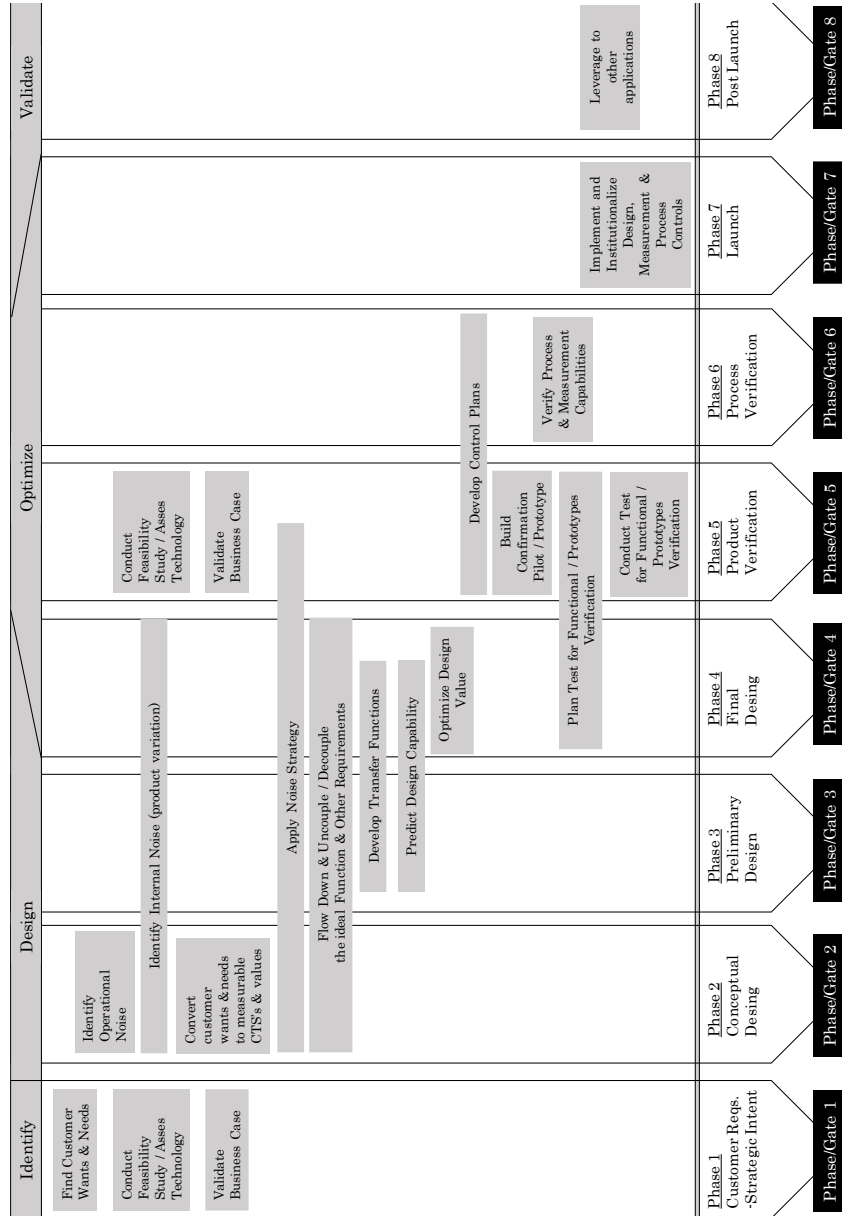 Identify
Design
Optimize
Validate
Find Customer
Wants & Needs
Conduct
Feasibility
Study / Asses
Technology
Validate
Business Case
Identify
Operational
Noise
Identify Internal Noise (product variation)
Convert
customer
wants &needs
to measurable
CTS's & values
Apply Noise Strategy
Flow Down & Uncouple / Decouple
the ideal Function & Other Requirements
Develop Transfer Functions
Predict Design Capability
Optimize Design
Value
Conduct
Feasibility
Study / Asses
Technology
Validate
Business Case
Develop Control Plans
Build
Confirmation
Pilot / Prototype
Plan Test for Functional / Prototypes
Verification
Conduct Test
for Functional /
Prototypes
Verification
Verify Process
& Measurement
Capabilities
Implement and
Institutionalize
Design,
Measurement &
Process
Controls
Leverage to
other
applications
Phase 1
Customer Reqs.
-Strategic Intent
Phase 2
Conceptual
Desing
Phase 3
Preliminary
Design
Phase 4
Final
Desing
Phase 5
Product
Verification
Phase 6
Process
Verification
Phase 7
Launch
Phase 8
Post Launch
Phase/Gate 1
Phase/Gate 2
Phase/Gate 3
Phase/Gate 4
Phase/Gate 5
Phase/Gate 6
Phase/Gate 7
Phase/Gate 8